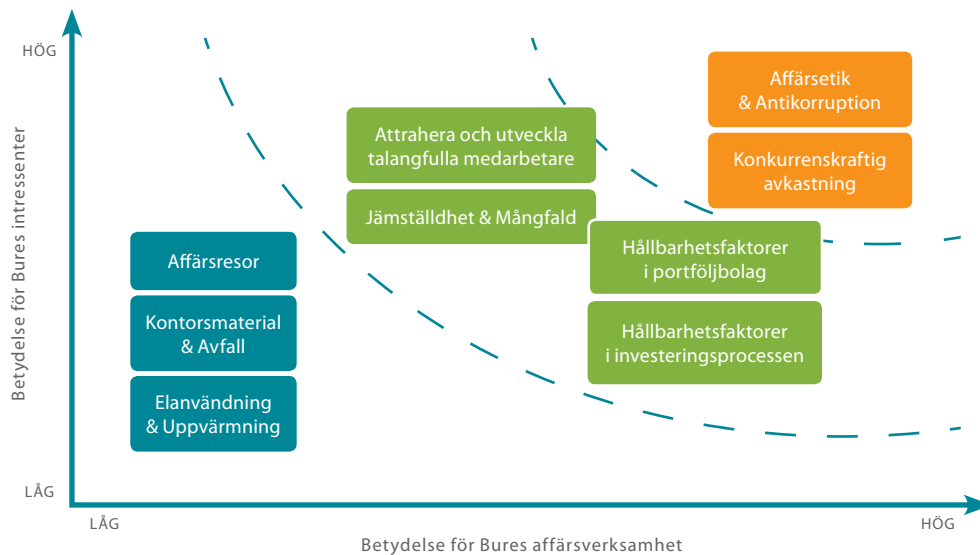 HÖG
Betydelse för Bures intressenter
Affärsetik
& Antikorruption
Attrahera och utveckla
talangfulla medarbetare
Konkurrenskraftig
avkastning
Jämställdhet & Mångfald
Hållbarhetsfaktorer
i portföljbolag
Affärsresor
Kontorsmaterial
& Avfall
Hållbarhetsfaktorer
i investeringsprocessen
Elanvändning
& Uppvärmning
LÅG
LÅG
HÖG
Betydelse för Bures affärsverksamhet